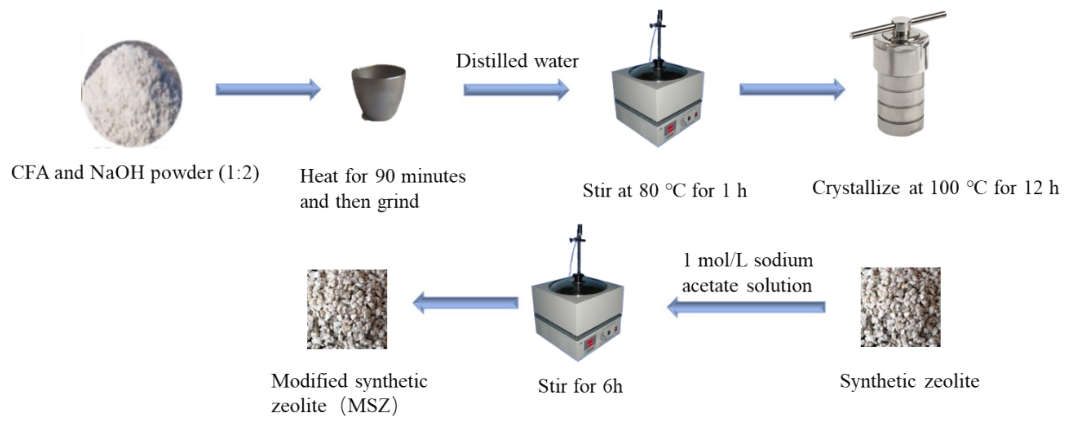 Distilled water
CFA and NaOH powder (1:2)
Heat for 90 minutes
and then grind
Stir at 80 ℃ for 1 h
Crystallize at 100 ℃ for 12 h
1 mol/L sodium
acetate solution
Modified synthetic
zeolite（MSZ）
Stir for 6h
Synthetic zeolite